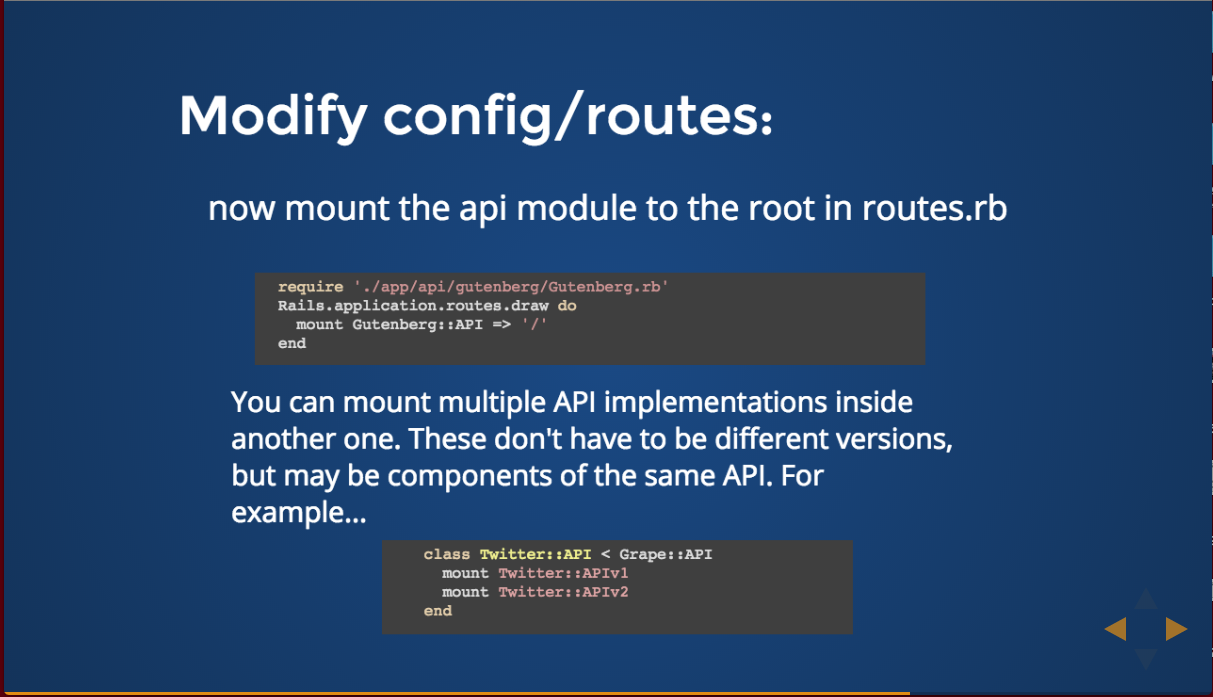 Modify config/routes:
now mount the api module to the root in routes.rb
require './app/api/gutenberg/Gutenberg.rb'
Rails.application.routes.draw do
  mount Gutenberg::API => '/'
end
You can mount multiple API implementations inside
another one. These don't have to be different versions,
but may be components of the same API. For
example...
class Twitter::API < Grape::API
  mount Twitter::APIv1
  mount Twitter::APIv2
end